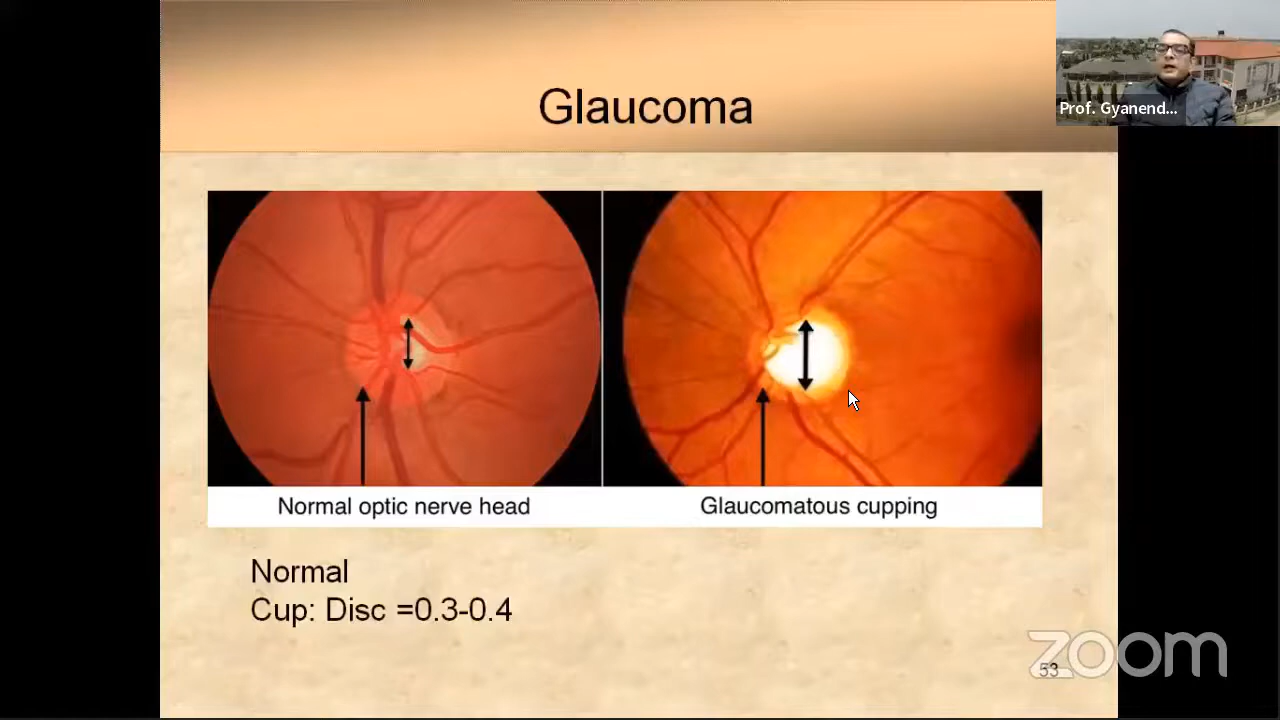 Glaucoma
Prof. Gyanend...
Normal optic nerve head
Glaucomatous cupping
Normal
Cup: Disc =0.3-0.4
zoom
53